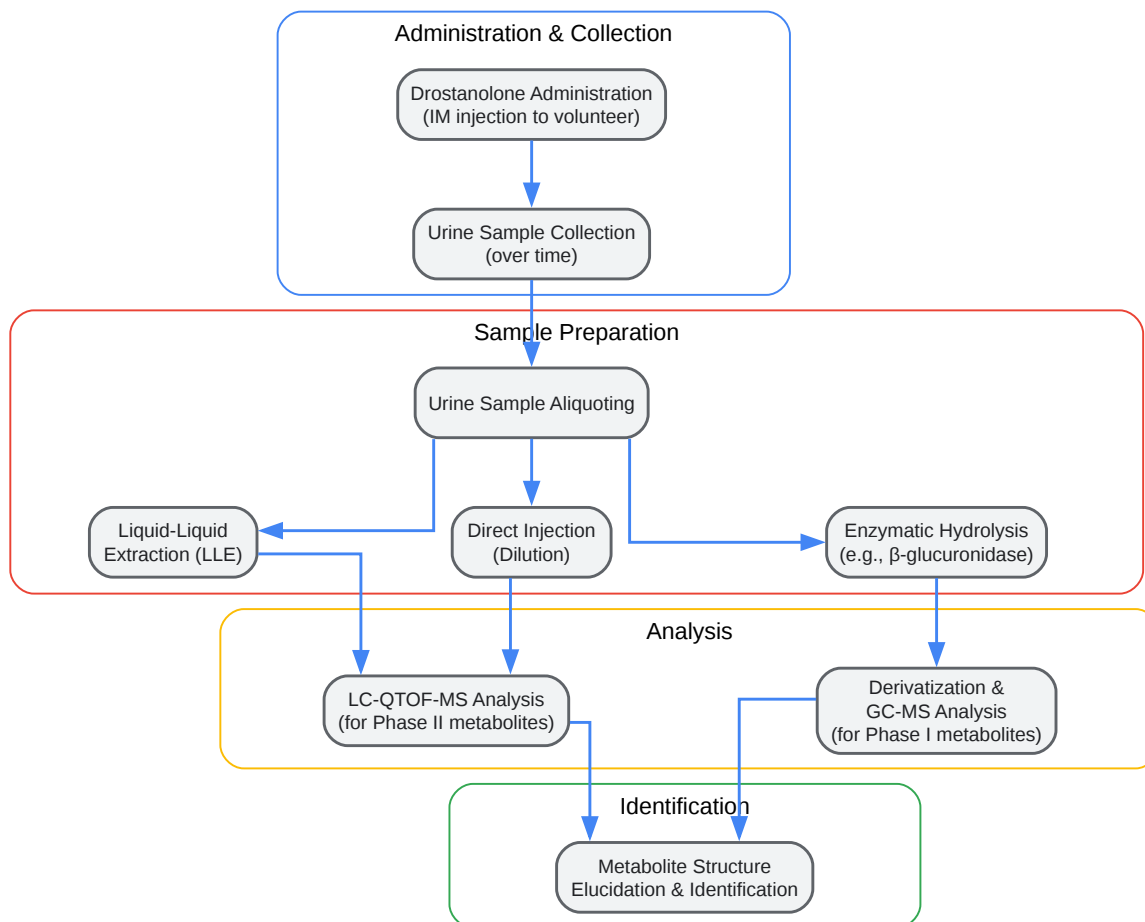 Administration & Collection
Drostanolone Administration
(IM injection to volunteer)
Urine Sample Collection
(over time)
Sample Preparation
Urine Sample Aliquoting
Liquid-Liquid
Extraction (LLE)
Direct Injection
(Dilution)
Enzymatic Hydrolysis
(e.g., β-glucuronidase)
Analysis
LC-QTOF-MS Analysis
(for Phase II metabolites)
Derivatization &
GC-MS Analysis
(for Phase I metabolites)
Identification
Metabolite Structure
Elucidation & Identification